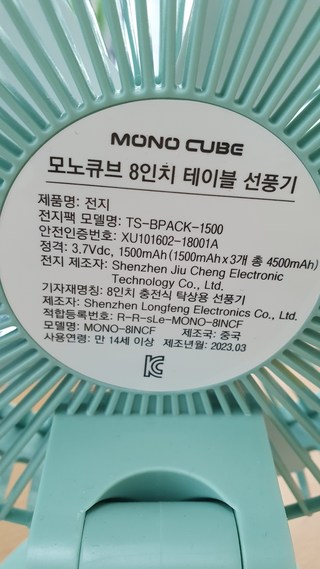 MONO CUBE
모노큐브 8인치 테이블 선풍기
제품명: 전지
전지팩 모델명: TS-BPACK-1500
안전인증번호: XU101602-18001A
정격: 3.7Vdc, 1500mAh (1500mAh x 3개 총 4500mAh)
전지 제조자: Shenzhen Jiu Cheng Electronic
Technology Co., Ltd.
기자재명칭: 8인치 충전식 탁상용 선풍기
제조자: Shenzhen Longfeng Electronics Co., Ltd.
적합등록번호: R-R-sLe-MONO-8INCF
모델명: MONO-8INCF 제조국: 중국
사용연령: 만 14세 이상 제조년월: 2023.03